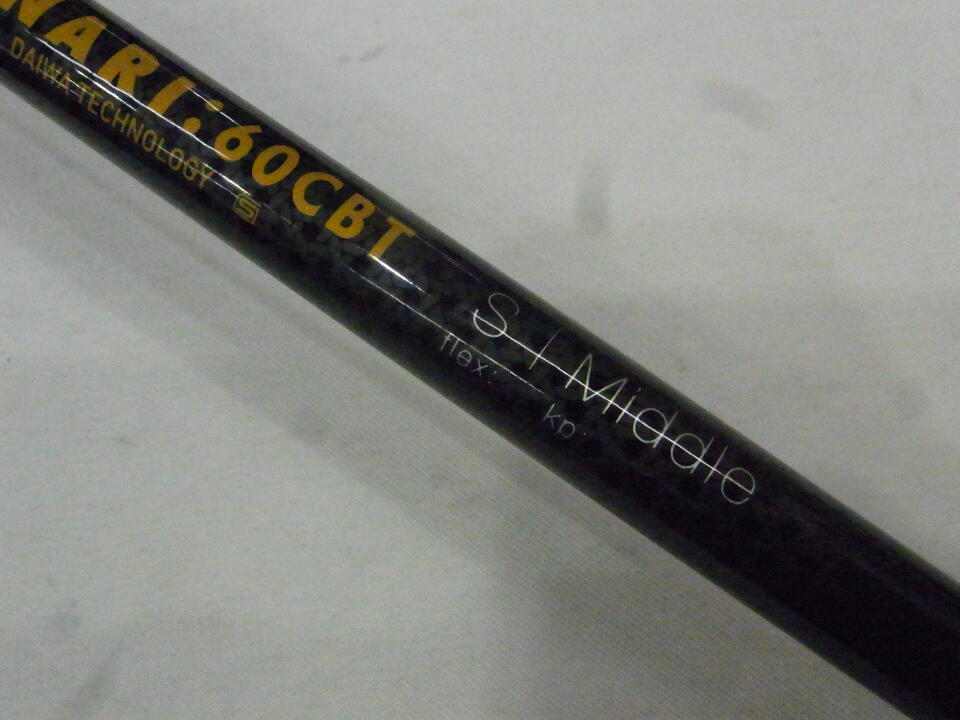 NARI:60CBT
DAIWA TECHNOLOGY S
S / Middle
flex: kp: